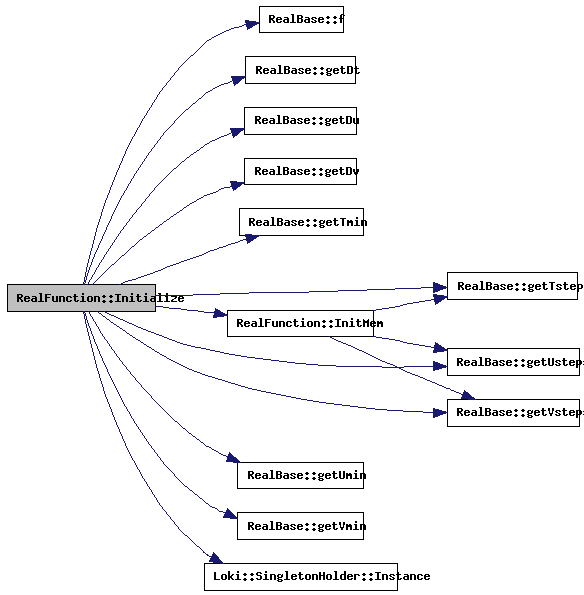 RealBase::f
RealBase::getDt
RealBase::getDu
RealBase::getDv
RealBase::getTmin
RealBase::getTstep
RealFunction::Initialize
RealFunction::InitMem
RealBase::getUstep
RealBase::getVstep
RealBase::getUmin
RealBase::getVmin
Loki::SingletonHolder::Instance